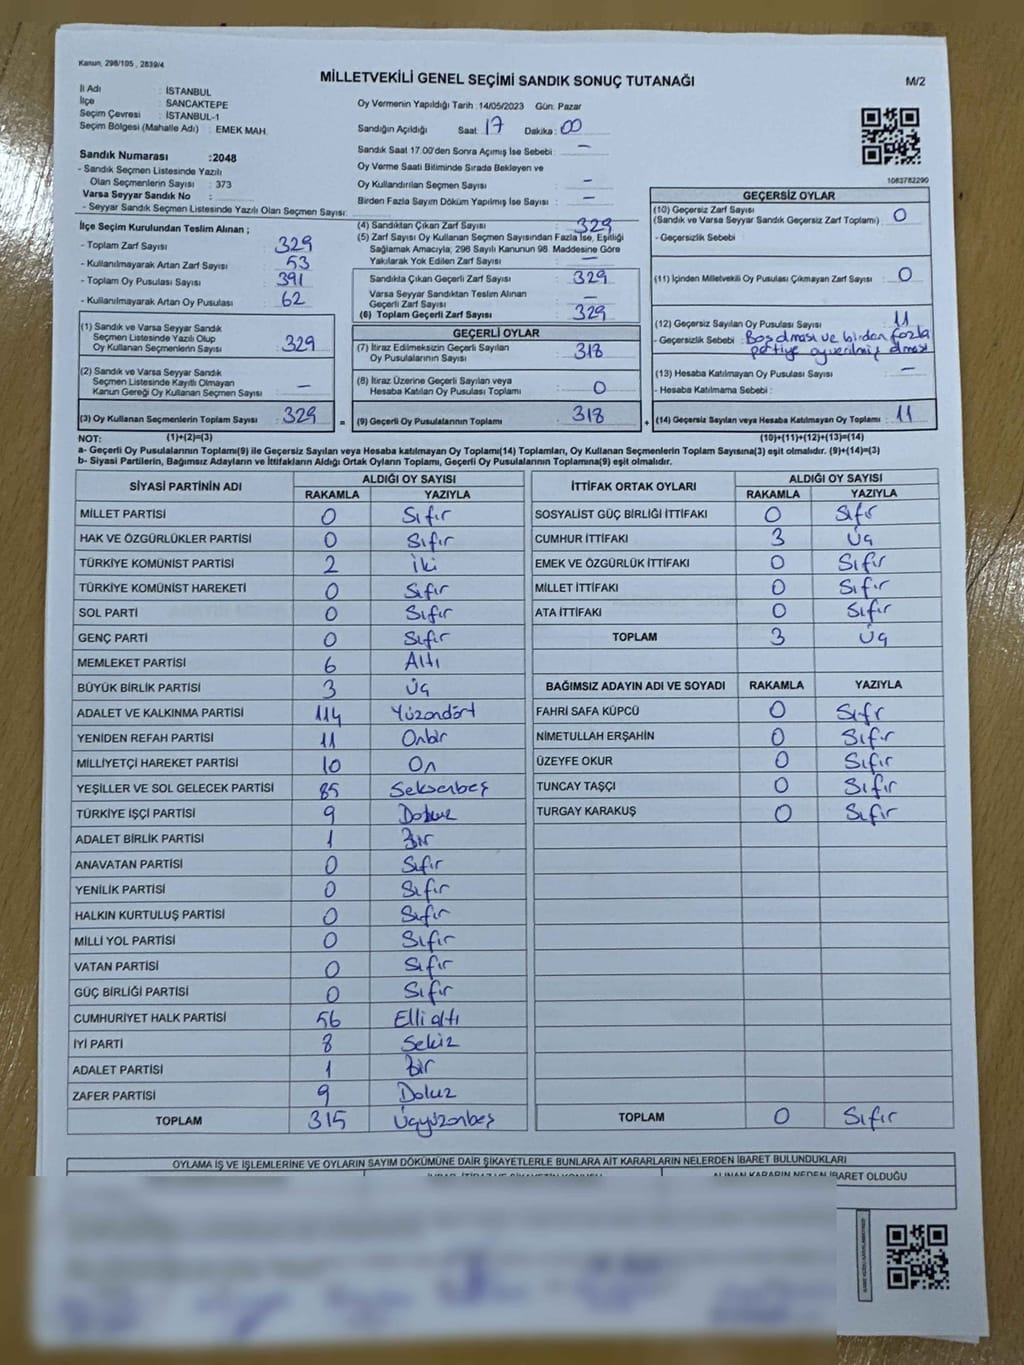 Kanun, 298/105 , 2839/4
MİLLETVEKİLİ GENEL SEÇİMİ SANDIK SONUÇ TUTANAĞI
M/2
İl Adı : İSTANBUL
İlçe : SANCAKTEPE
Seçim Çevresi : İSTANBUL-1
Seçim Bölgesi (Mahalle Adı) : EMEK MAH.
Sandık Numarası :2048
- Sandık Seçmen Listesinde Yazılı
Olan Seçmenlerin Sayısı : 373
Varsa Seyyar Sandık No :
- Seyyar Sandık Seçmen Listesinde Yazılı Olan Seçmen Sayısı:
Oy Vermenin Yapıldığı Tarih :14/05/2023 Gün: Pazar
Sandığın Açıldığı Saat: 17 Dakika: 00
Sandık Saat 17.00'den Sonra Açımış İse Sebebi : -
Oy Verme Saati Bitiminde Sırada Bekleyen ve
Oy Kullandırılan Seçmen Sayısı : -
Birden Fazla Sayım Döküm Yapılmış İse Sayısı : -
1083782290
İlçe Seçim Kurulundan Teslim Alınan ;
- Toplam Zarf Sayısı : 329
- Kullanılmayarak Artan Zarf Sayısı : 53
- Toplam Oy Pusulası Sayısı : 391
- Kullanılmayarak Artan Oy Pusulası : 62
(1) Sandık ve Varsa Seyyar Sandık
Seçmen Listesinde Yazılı Olup
Oy Kullanan Seçmenlerin Sayısı : 329
(2) Sandık ve Varsa Seyyar Sandık
Seçmen Listesinde Kayıtlı Olmayan
Kanun Gereği Oy Kullanan Seçmen Sayısı : -
(3) Oy Kullanan Seçmenlerin Toplam Sayısı : 329
(4) Sandıktan Çıkan Zarf Sayısı : 329
(5) Zarf Sayısı Oy Kullanan Seçmen Sayısından Fazla İse, Eşitliği
Sağlamak Amacıyla; 298 Sayılı Kanunun 98. Maddesine Göre
Yakılarak Yok Edilen Zarf Sayısı : -
Sandıkta Çıkan Geçerli Zarf Sayısı : 329
Varsa Seyyar Sandıktan Teslim Alınan
Geçerli Zarf Sayısı : -
(6) Toplam Geçerli Zarf Sayısı : 329
GEÇERLİ OYLAR
(7) İtiraz Edilmeksizin Geçerli Sayılan
Oy Pusulalarının Sayısı : 318
(8) İtiraz Üzerine Geçerli Sayılan veya
Hesaba Katılan Oy Pusulası Toplamı : 0
= (9) Geçerli Oy Pusulalarının Toplamı : 318
GEÇERSİZ OYLAR
(10) Geçersiz Zarf Sayısı
(Sandık ve Varsa Seyyar Sandık Geçersiz Zarf Toplamı) : 0
- Geçersizlik Sebebi :
(11) İçinden Milletvekili Oy Pusulası Çıkmayan Zarf Sayısı : 0
(12) Geçersiz Sayılan Oy Pusulası Sayısı : 11
- Geçersizlik Sebebi : Boş olması ve birden fazla
partiye oy verilmiş olması
(13) Hesaba Katılmayan Oy Pusulası Sayısı : -
- Hesaba Katılmama Sebebi :
+ (14) Geçersiz Sayılan veya Hesaba Katılmayan Oy Toplamı : 11
NOT: (1)+(2)=(3) (10)+(11)+(12)+(13)=(14)
a- Geçerli Oy Pusulalarının Toplamı(9) ile Geçersiz Sayılan veya Hesaba katılmayan Oy Toplamı(14) Toplamları, Oy Kullanan Seçmenlerin Toplam Sayısına(3) eşit olmalıdır. (9)+(14)=(3)
b- Siyasi Partilerin, Bağımsız Adayların ve İttifakların Aldığı Ortak Oyların Toplamı, Geçerli Oy Pusulalarının Toplamına(9) eşit olmalıdır.
SİYASİ PARTİNİN ADI ALDIĞI OY SAYISI
RAKAMLA YAZIYLA
MİLLET PARTİSİ 0 Sıfır
HAK VE ÖZGÜRLÜKLER PARTİSİ 0 Sıfır
TÜRKİYE KOMÜNİST PARTİSİ 2 İki
TÜRKİYE KOMÜNİST HAREKETİ 0 Sıfır
SOL PARTİ 0 Sıfır
GENÇ PARTİ 0 Sıfır
MEMLEKET PARTİSİ 6 Altı
BÜYÜK BİRLİK PARTİSİ 3 Üç
ADALET VE KALKINMA PARTİSİ 114 Yüzondört
YENİDEN REFAH PARTİSİ 11 Onbir
MİLLİYETÇİ HAREKET PARTİSİ 10 On
YEŞİLLER VE SOL GELECEK PARTİSİ 85 Seksenbeş
TÜRKİYE İŞÇİ PARTİSİ 9 Dokuz
ADALET BİRLİK PARTİSİ 1 Bir
ANAVATAN PARTİSİ 0 Sıfır
YENİLİK PARTİSİ 0 Sıfır
HALKIN KURTULUŞ PARTİSİ 0 Sıfır
MİLLİ YOL PARTİSİ 0 Sıfır
VATAN PARTİSİ 0 Sıfır
GÜÇ BİRLİĞİ PARTİSİ 0 Sıfır
CUMHURİYET HALK PARTİSİ 56 Elli altı
İYİ PARTİ 8 Sekiz
ADALET PARTİSİ 1 Bir
ZAFER PARTİSİ 9 Dokuz
TOPLAM 315 Üçyüzonbeş
İTTİFAK ORTAK OYLARI ALDIĞI OY SAYISI
RAKAMLA YAZIYLA
SOSYALİST GÜÇ BİRLİĞİ İTTİFAKI 0 Sıfır
CUMHUR İTTİFAKI 3 Üç
EMEK VE ÖZGÜRLÜK İTTİFAKI 0 Sıfır
MİLLET İTTİFAKI 0 Sıfır
ATA İTTİFAKI 0 Sıfır
TOPLAM 3 Üç
BAĞIMSIZ ADAYIN ADI VE SOYADI RAKAMLA YAZIYLA
FAHRİ SAFA KÜPCÜ 0 Sıfır
NİMETULLAH ERŞAHİN 0 Sıfır
ÜZEYFE OKUR 0 Sıfır
TUNCAY TAŞÇI 0 Sıfır
TURGAY KARAKUŞ 0 Sıfır
TOPLAM 0 Sıfır
OYLAMA İŞ VE İŞLEMLERİNE VE OYLARIN SAYIM DÖKÜMÜNE DAİR ŞİKAYETLERLE BUNLARA AİT KARARLARIN NELERDEN İBARET BULUNDUKLARI
ALINAN KARARIN NEDEN İBARET OLDUĞU